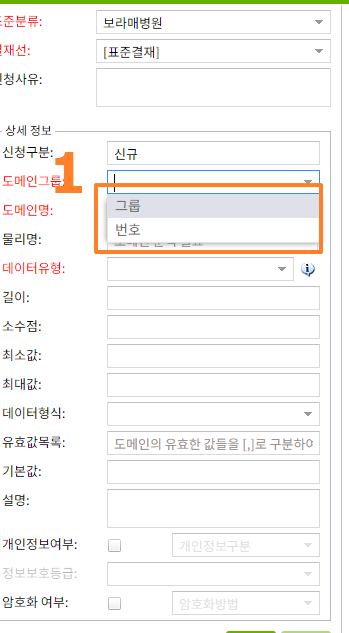 표준분류: 보라매병원
결재선: [표준결재]
신청사유:
상세 정보
신청구분: 신규
1
도메인그룹:
그룹
도메인명:
번호
물리명:
데이터유형:
길이:
소수점:
최소값:
최대값:
데이터형식:
유효값목록: 도메인의 유효한 값들을 [,]로 구분하여
기본값:
설명:
개인정보여부: 개인정보구분
정보보호등급:
암호화 여부: 암호화방법